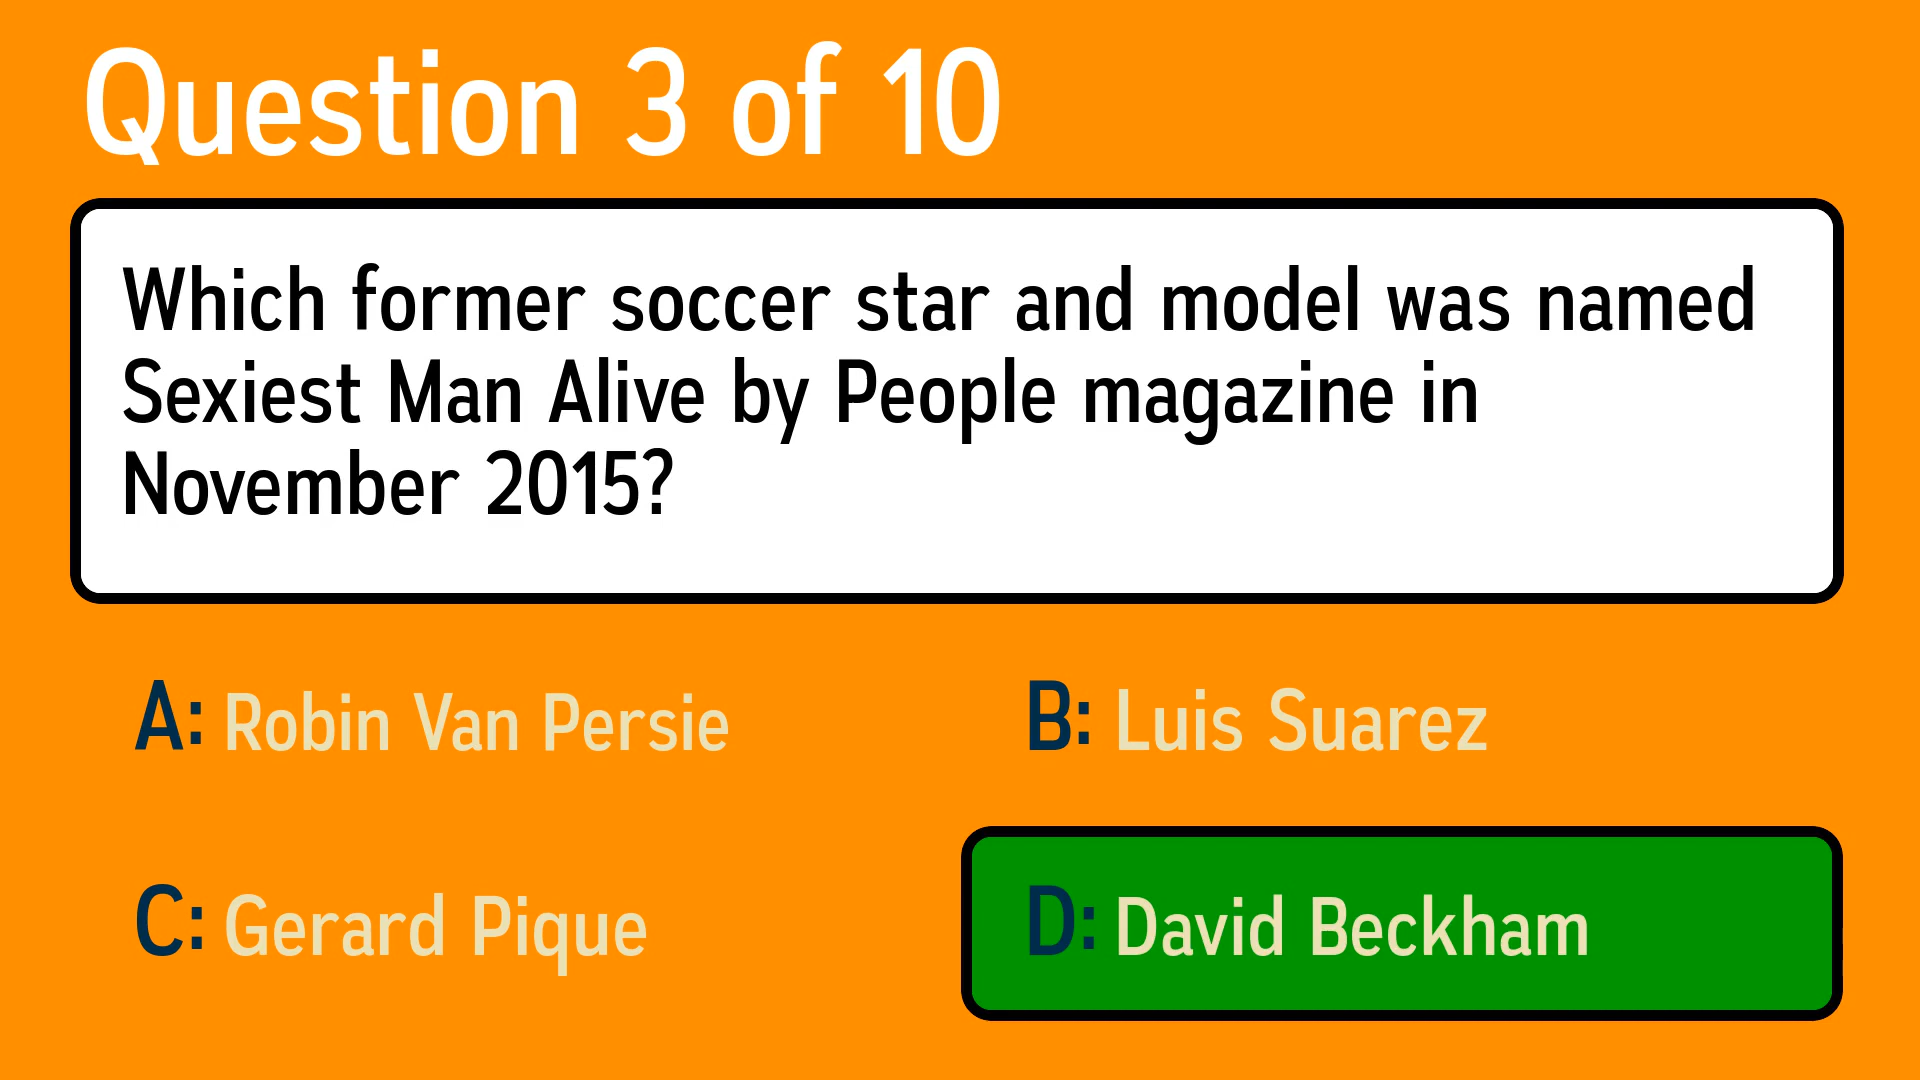 Question 3 of 10
Which former soccer star and model was named
Sexiest Man Alive by People magazine in
November 2015?
A: Robin Van Persie
B: Luis Suarez
C: Gerard Pique
D: David Beckham